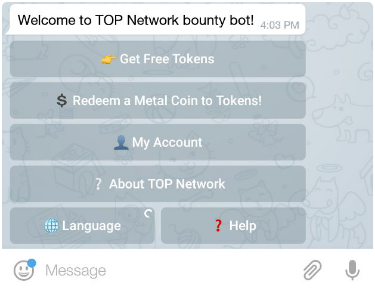 Welcome to TOP Network bounty bot! 4:03 PM
👉 Get Free Tokens
$ Redeem a Metal Coin to Tokens!
👤 My Account
❔ About TOP Network
🌐 Language ❓ Help
Message